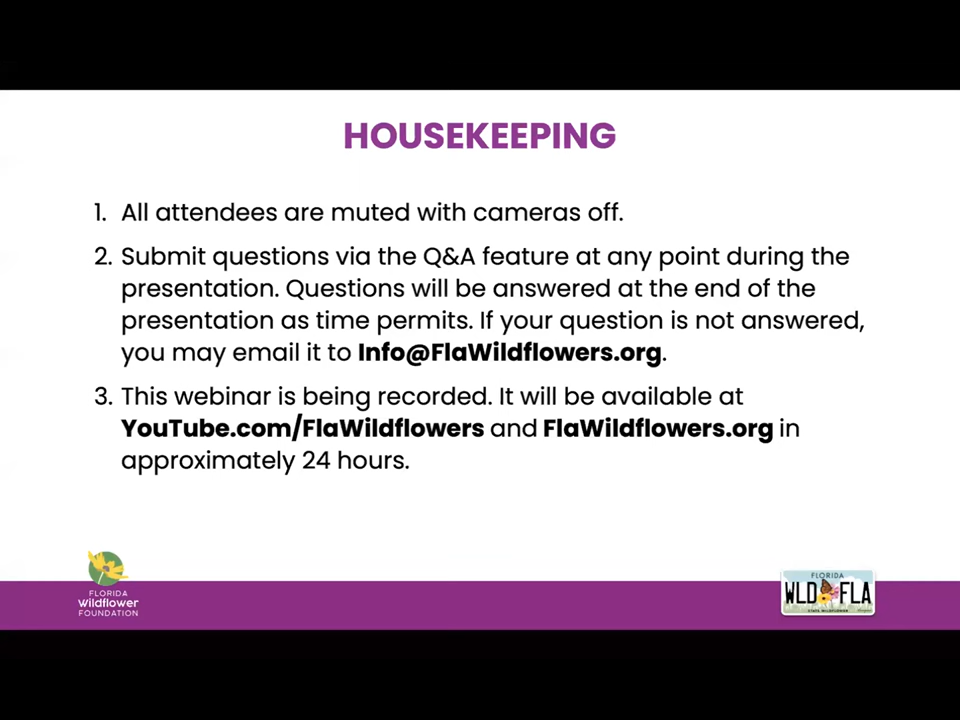 HOUSEKEEPING
1. All attendees are muted with cameras off.
2. Submit questions via the Q&A feature at any point during the
presentation. Questions will be answered at the end of the
presentation as time permits. If your question is not answered,
you may email it to Info@FlaWildflowers.org.
3. This webinar is being recorded. It will be available at
YouTube.com/FlaWildflowers and FlaWildflowers.org in
approximately 24 hours.
FLORIDA
wildflower
FOUNDATION
FLORIDA
WLD FLA
STATE WILDFLOWER